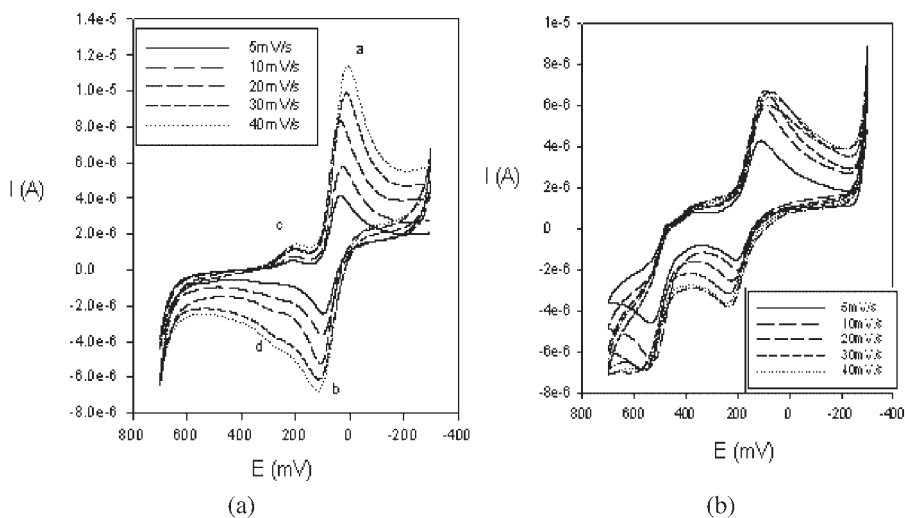 1.4e-5
1.2e-5
1.0e-5
8.0e-6
6.0e-6
4.0e-6
2.0e-6
0.0
-2.0e-6
-4.0e-6
-6.0e-6
-8.0e-6
I (A)
5mV/s
10mV/s
20mV/s
30mV/s
40mV/s
a
c
d
b
800 600 400 200 0 -200 -400
E (mV)
(a)
1e-5
8e-6
6e-6
4e-6
2e-6
0
-2e-6
-4e-6
-6e-6
-8e-6
I (A)
5mV/s
10mV/s
20mV/s
30mV/s
40mV/s
800 600 400 200 0 -200 -400
E (mV)
(b)